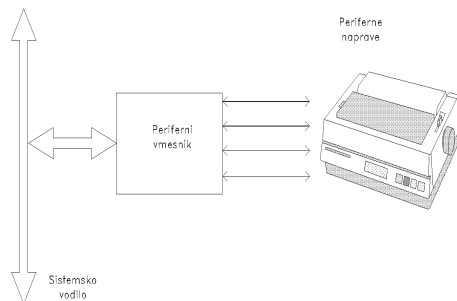 Periferne
naprave
Periferni
vmesnik
Sistemsko
vodilo